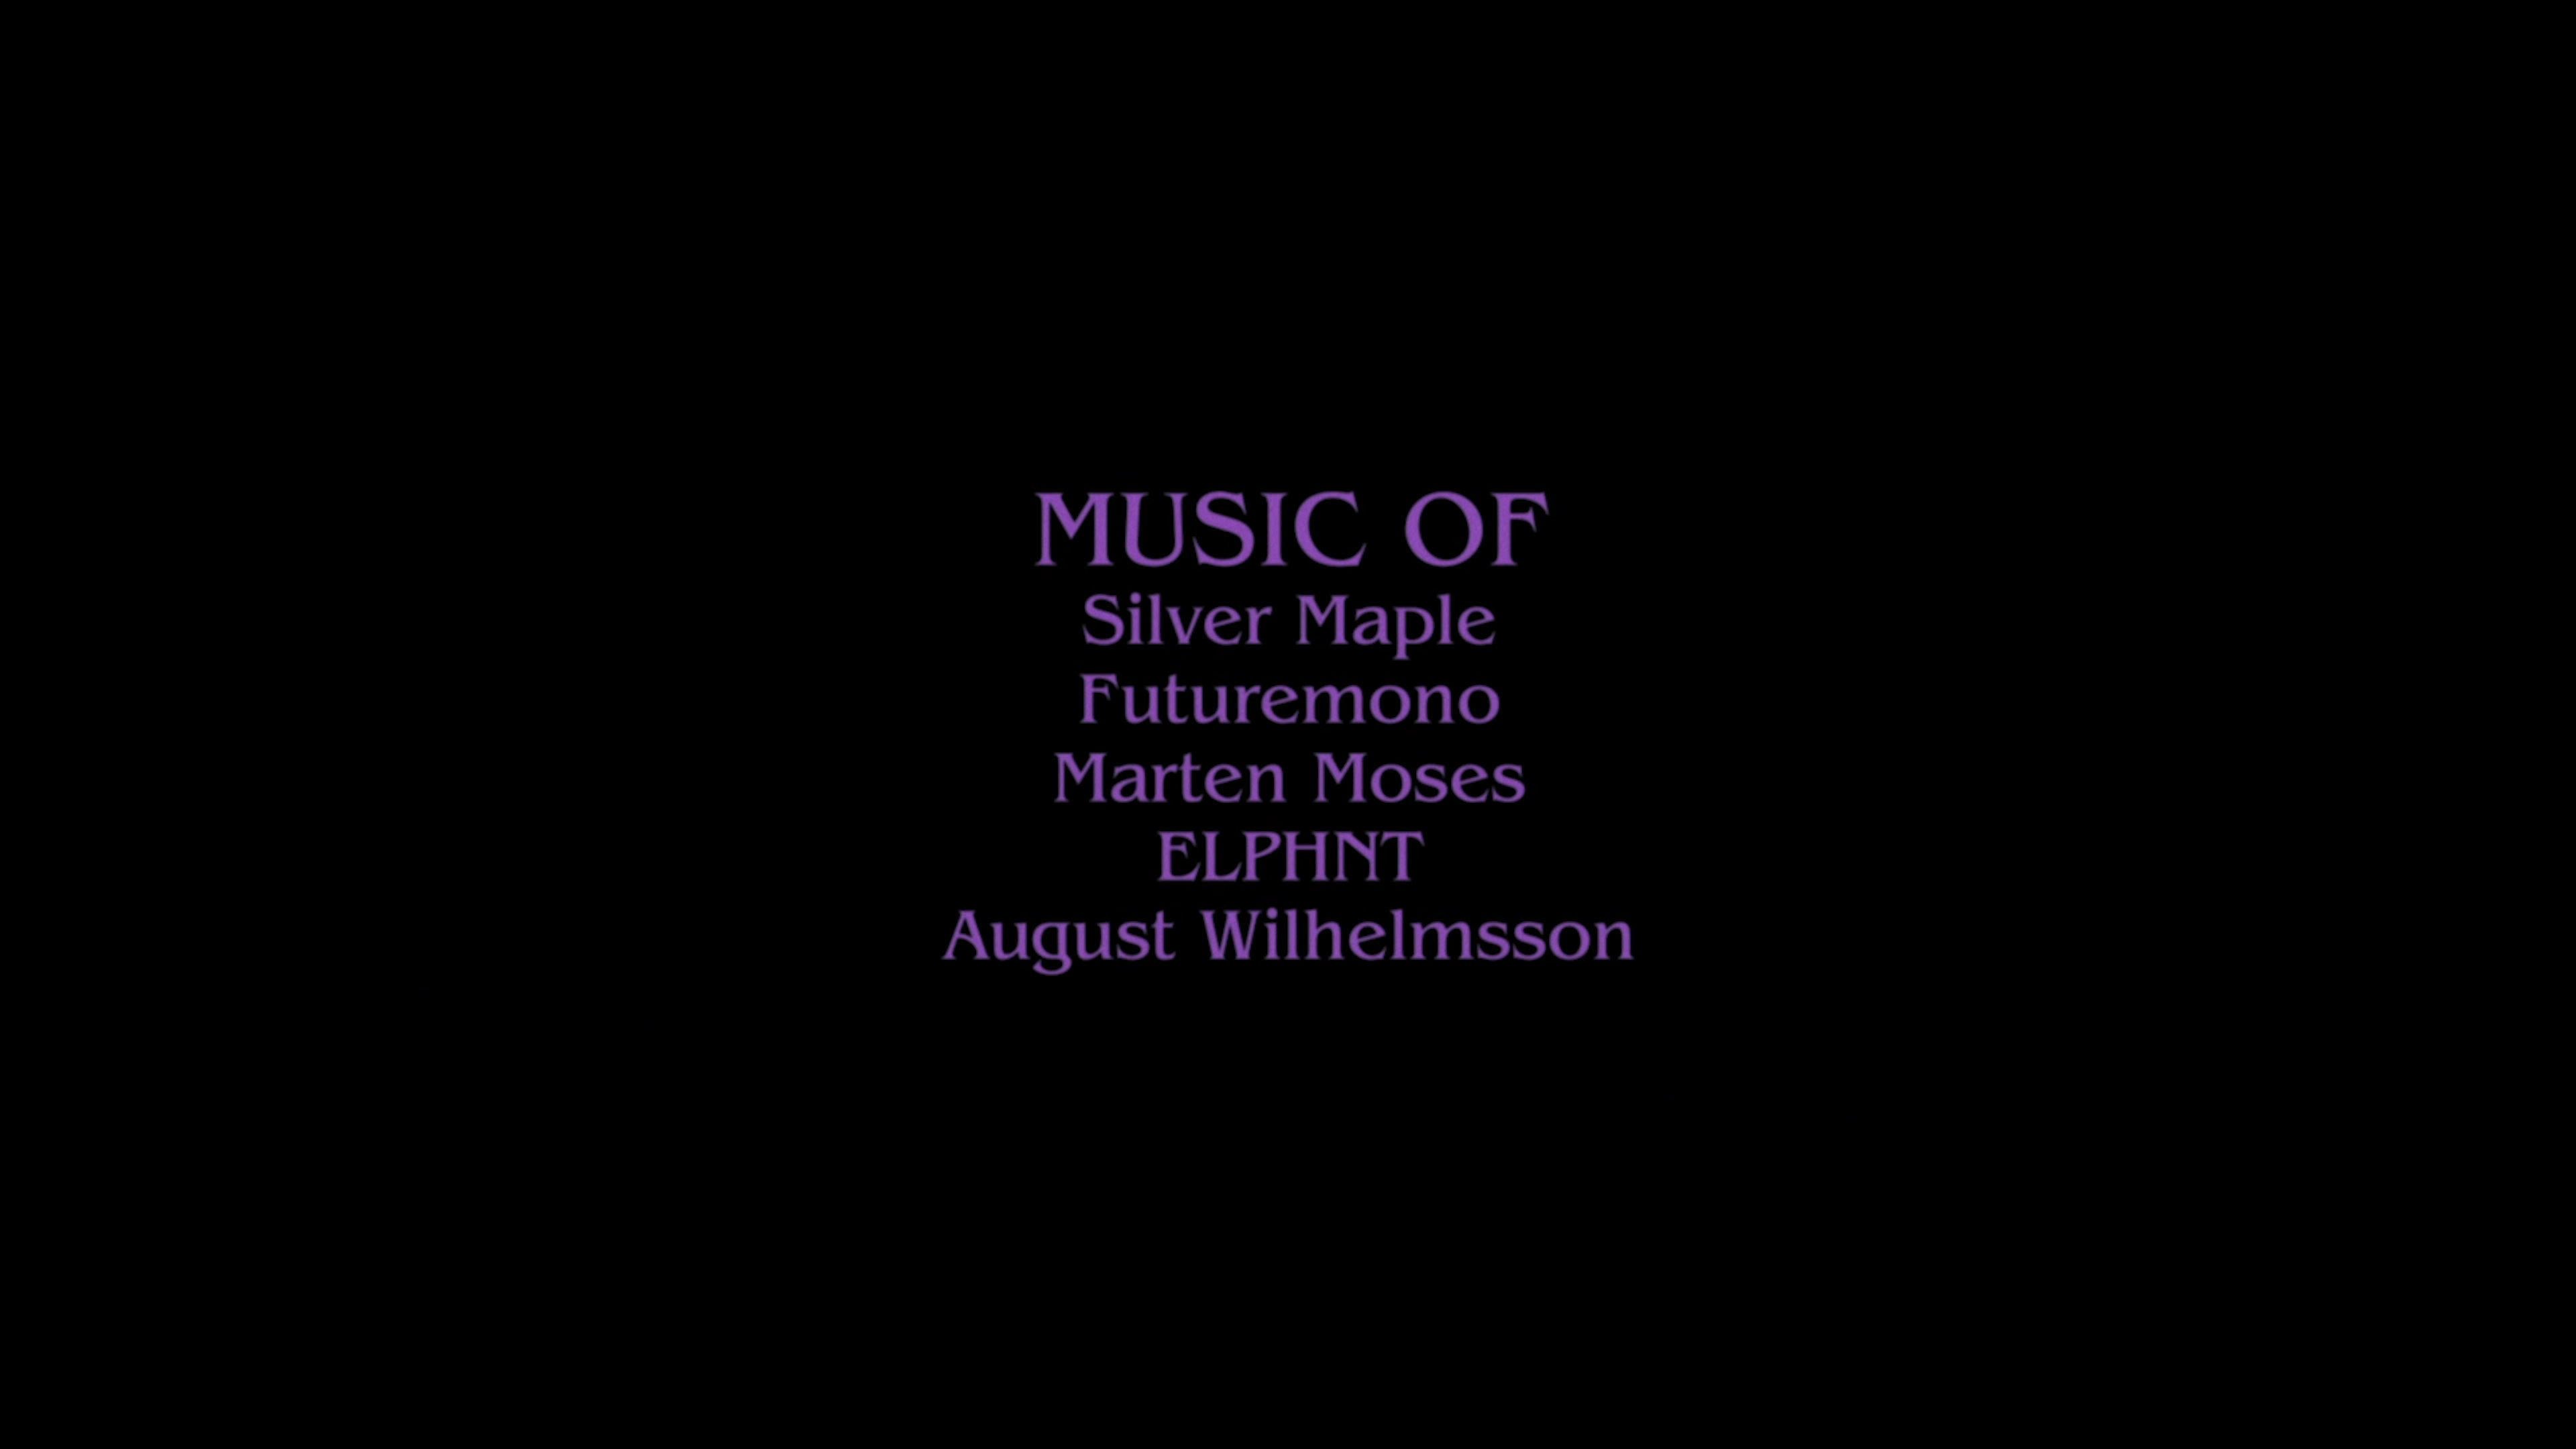 MUSIC OF
Silver Maple
Futuremono
Marten Moses
ELPHNT
August Wilhelmsson